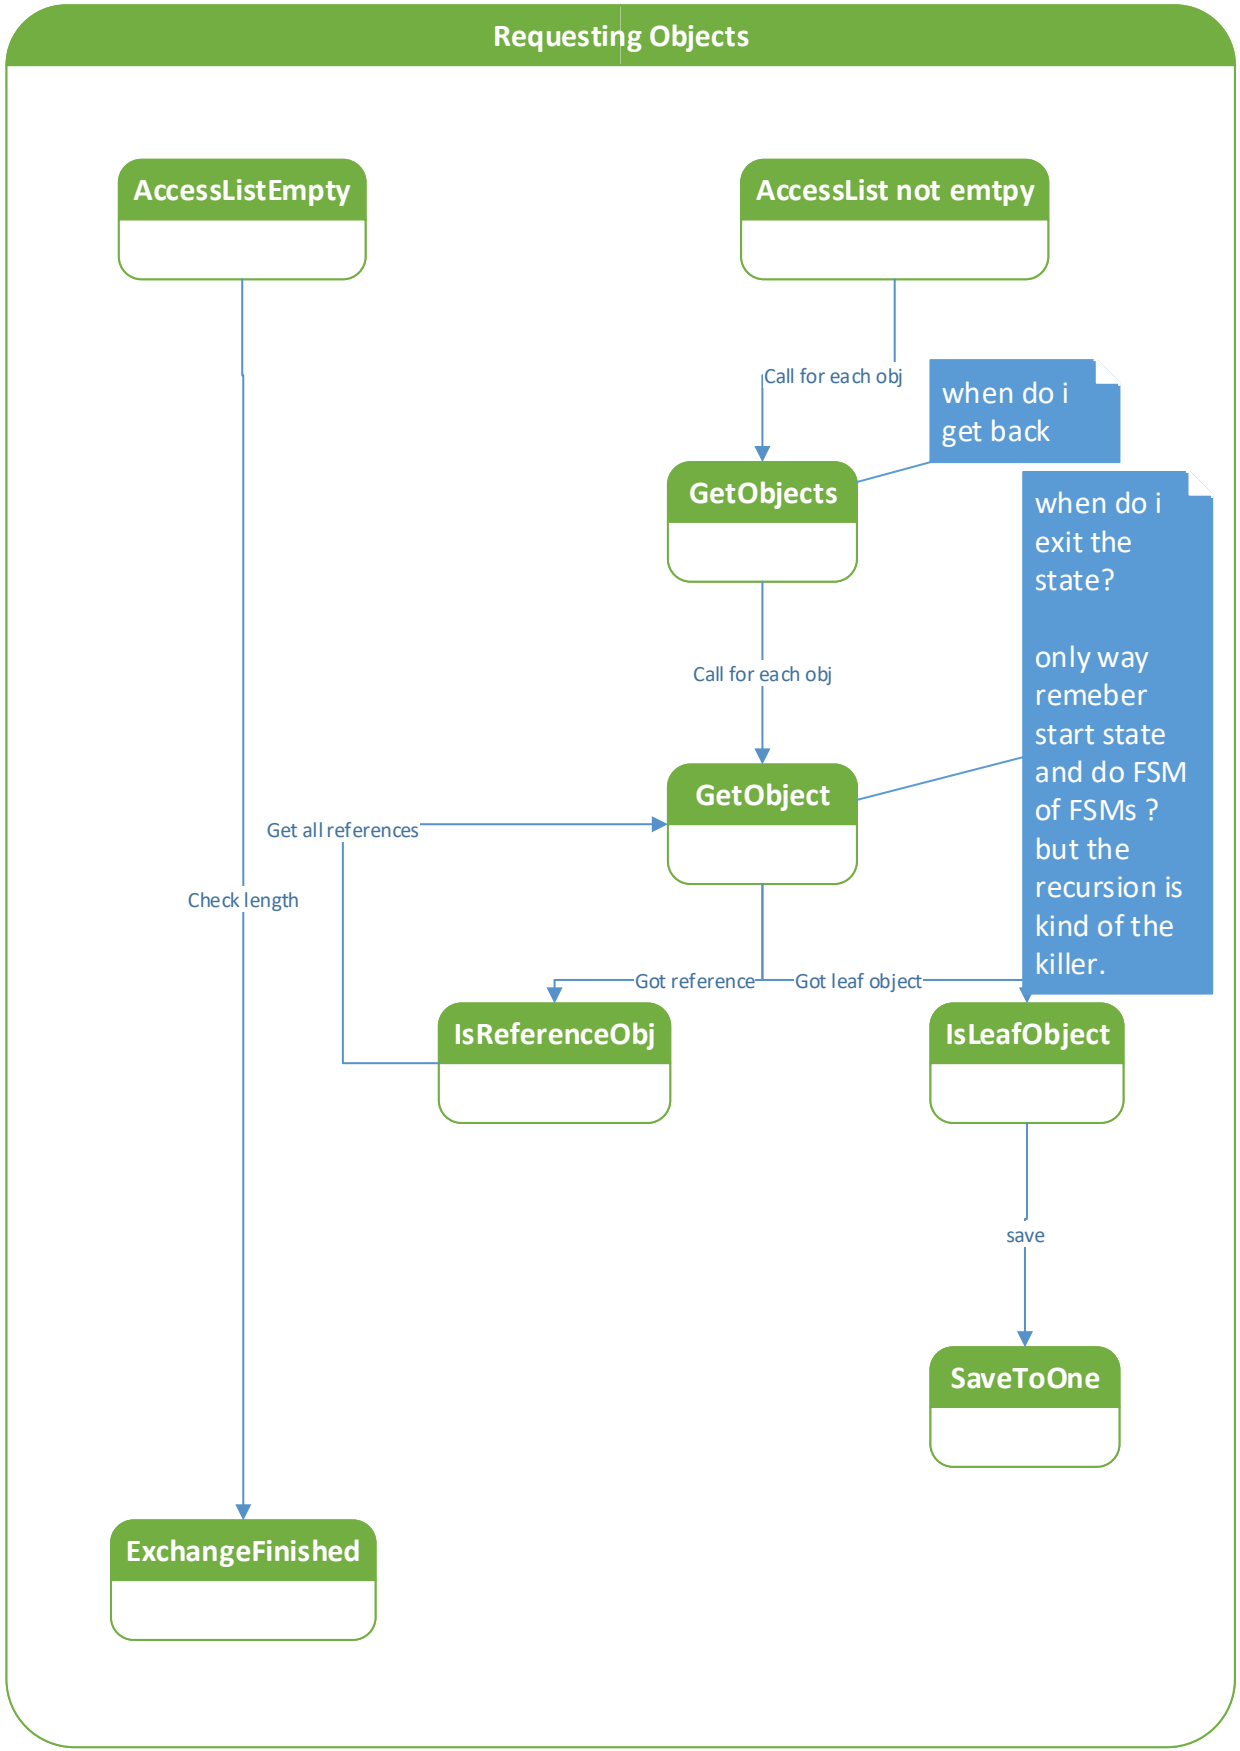 Requesting Objects
AccessListEmpty
AccessList not emtpy
Call for each obj
when do i
get back
GetObjects
when do i
exit the
state?
only way
remeber
start state
and do FSM
of FSMs ?
but the
recursion is
kind of the
killer.
Call for each obj
GetObject
Get all references
Check length
Got reference
Got leaf object
IsReferenceObj
IsLeafObject
save
SaveToOne
ExchangeFinished